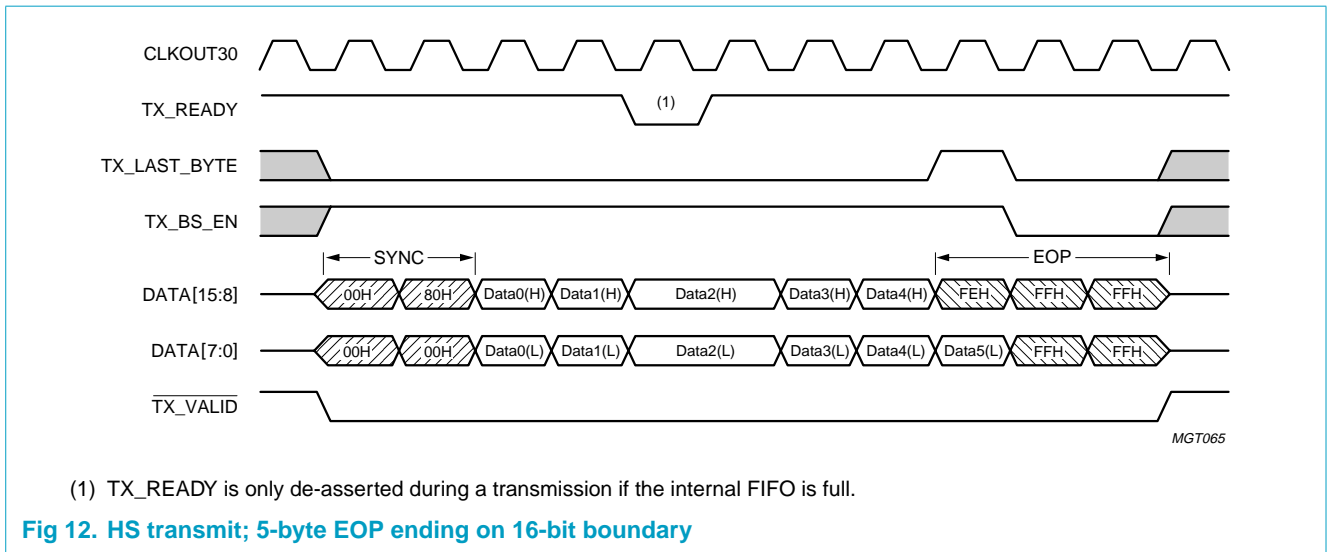 CLKOUT30
TX_READY
(1)
TX_LAST_BYTE
TX_BS_EN
SYNC EOP
DATA[15:8] 00H 80H Data0(H) Data1(H) Data2(H) Data3(H) Data4(H) FEH FFH FFH
DATA[7:0] 00H 00H Data0(L) Data1(L) Data2(L) Data3(L) Data4(L) Data5(L) FFH FFH
TX_VALID
MGT065
(1) TX_READY is only de-asserted during a transmission if the internal FIFO is full.
Fig 12. HS transmit; 5-byte EOP ending on 16-bit boundary